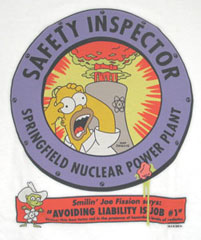 SAFETY INSPECTOR
SPRINGFIELD NUCLEAR POWER PLANT
Smilin' Joe Fission says:
"AVOIDING LIABILITY IS JOB #1"